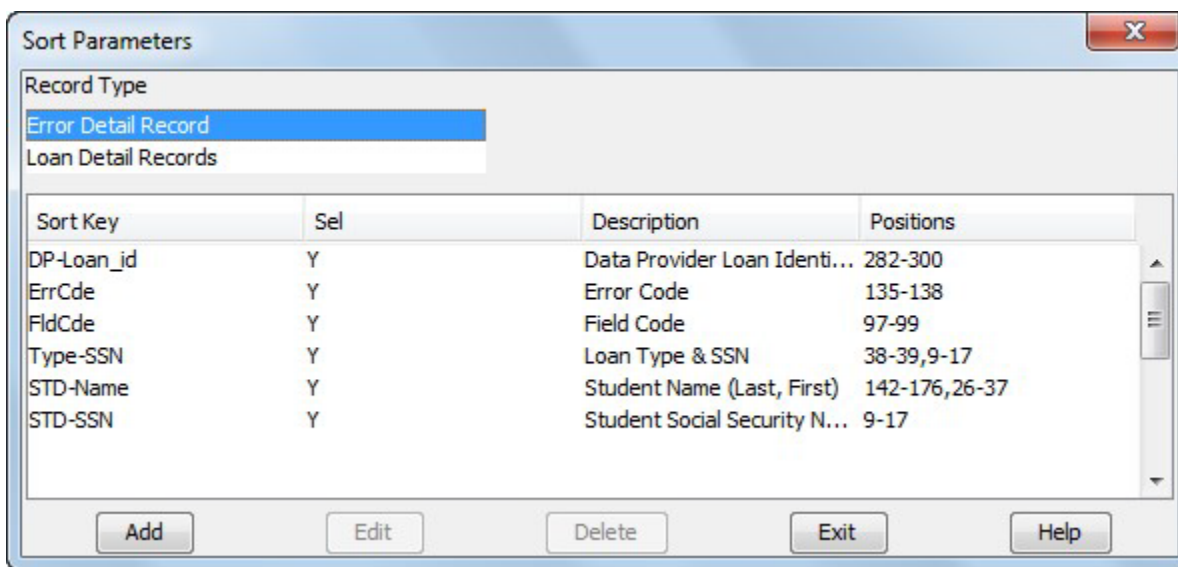 Sort Parameters
Record Type
Error Detail Record
Loan Detail Records
Sort Key Sel Description Positions
DP-Loan_id Y Data Provider Loan Identi... 282-300
ErrCde Y Error Code 135-138
FldCde Y Field Code 97-99
Type-SSN Y Loan Type & SSN 38-39,9-17
STD-Name Y Student Name (Last, First) 142-176,26-37
STD-SSN Y Student Social Security N... 9-17
Add Edit Delete Exit Help